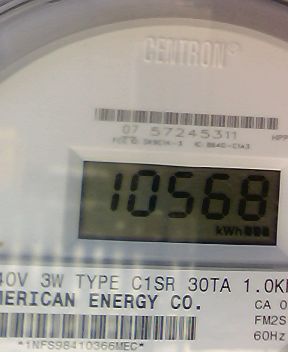 CENTRON®
07 57245311
10568
kWh
40V 3W TYPE C1SR 30TA 1.0K
MERICAN ENERGY CO.
CA 0
FM2S
60Hz
*1NFS98410366MEC*